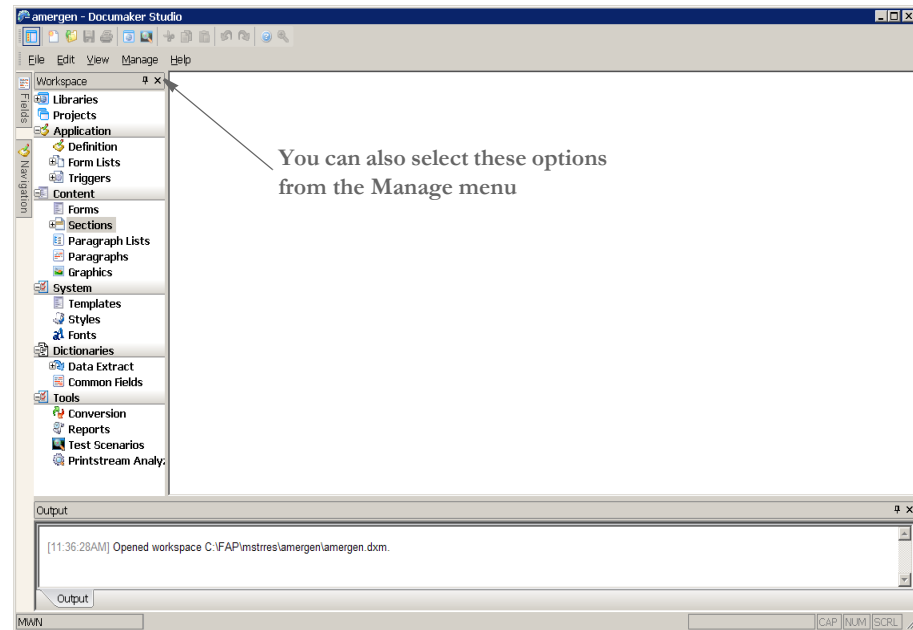 amergen - Documaker Studio
File Edit View Manage Help
Workspace
Fields
Navigation
Libraries
Projects
Application
Definition
Form Lists
Triggers
Content
Forms
Sections
Paragraph Lists
Paragraphs
Graphics
System
Templates
Styles
Fonts
Dictionaries
Data Extract
Common Fields
Tools
Conversion
Reports
Test Scenarios
Printstream Analyz
You can also select these options
from the Manage menu
Output
[11:36:28AM] Opened workspace C:\FAP\mstrres\amergen\amergen.dxm.
Output
MWN CAP NUM SCRL